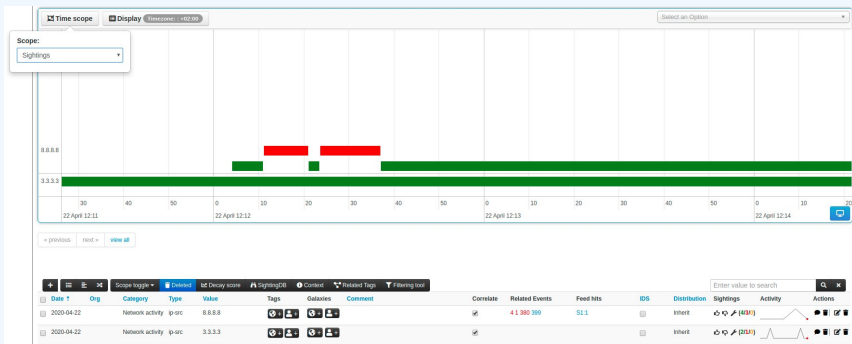 Time scope Display Timezone: : +02:00 Select an Option
Scope:
Sightings
8.8.8.8
3.3.3.3
30 40 50 0 10 20 30 40 50 0 10 20 30 40 50 0 10 20
22 April 12:11 22 April 12:12 22 April 12:13 22 April 12:14
« previous next » view all
+ Scope toggle Deleted Decay score SightingDB Context Related Tags Filtering tool Enter value to search ×
Date ↑ Org Category Type Value Tags Galaxies Comment Correlate Related Events Feed hits IDS Distribution Sightings Activity Actions
2020-04-22 Network activity ip-src 8.8.8.8 + + + + 4 1 380 399 S1:1 Inherit (4/3/0)
2020-04-22 Network activity ip-src 3.3.3.3 + + + + Inherit (2/1/0)